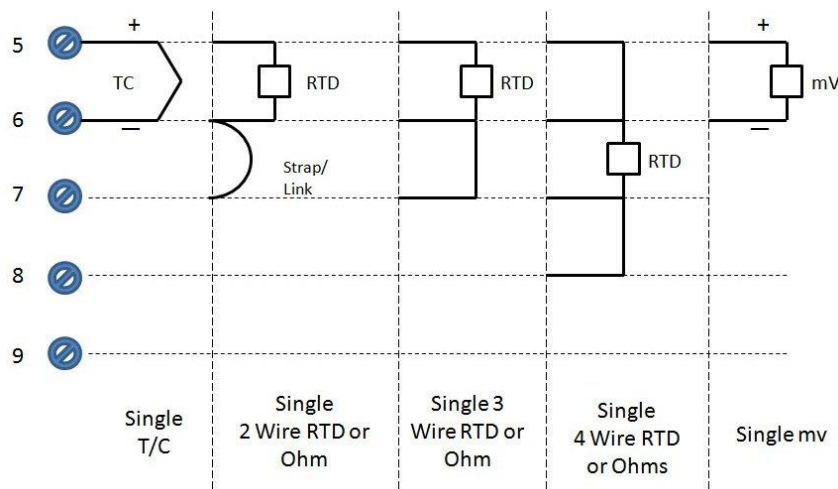 5
+
+
TC
RTD
RTD
mV
6
—
—
RTD
Strap/
Link
7
8
9
Single
T/C
Single
2 Wire RTD or
Ohm
Single 3
Wire RTD or
Ohm
Single
4 Wire RTD
or Ohms
Single mv